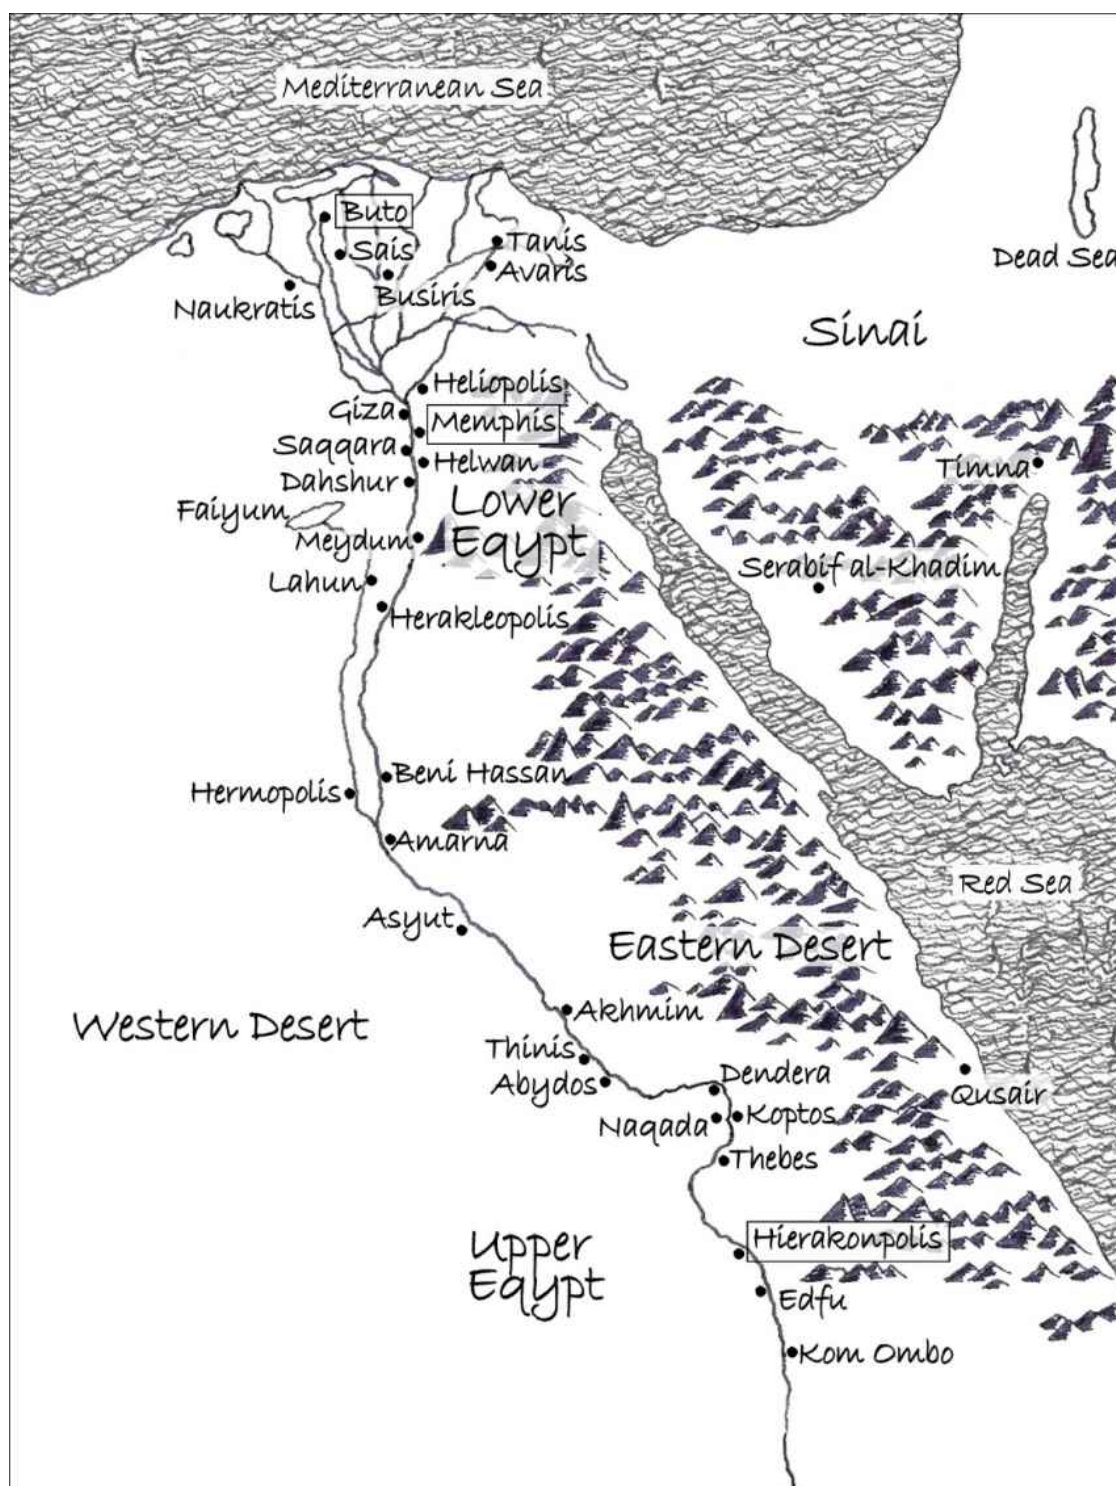 Mediterranean Sea
Buto
Sais
Tanis
Avaris
Busiris
Naukratis
Dead Sea
Sinai
Heliopolis
Giza
Memphis
Saqqara
Helwan
Timna
Dahshur
Lower
Egypt
Faiyum
Meydum
Serabif al-Khadim
Lahun
Herakleopolis
Beni Hassan
Hermopolis
Amarna
Red Sea
Asyut
Eastern Desert
Akhmim
Western Desert
Thinis
Abydos
Dendera
Qusair
Naqada
Koptos
Thebes
Upper
Egypt
Hierakonpolis
Edfu
Kom Ombo